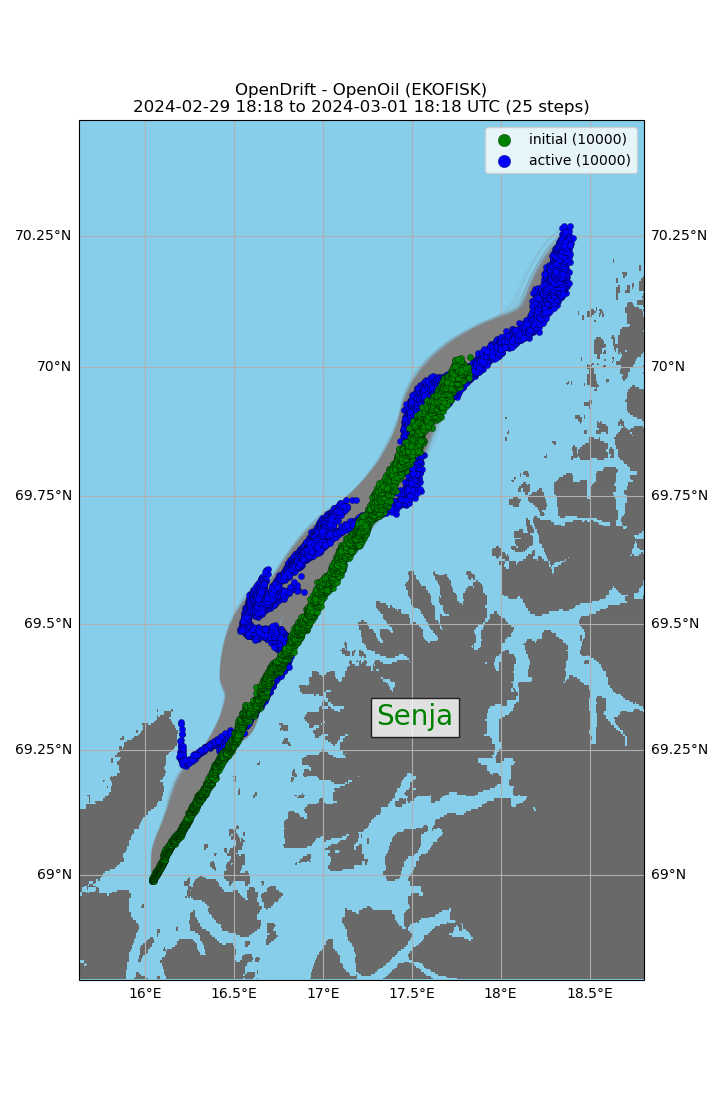 OpenDrift - OpenOil (EKOFISK)
2024-02-29 18:18 to 2024-03-01 18:18 UTC (25 steps)
initial (10000)
active (10000)
70.25°N 70.25°N
70°N 70°N
69.75°N 69.75°N
69.5°N 69.5°N
Senja
69.25°N 69.25°N
69°N 69°N
16°E 16.5°E 17°E 17.5°E 18°E 18.5°E